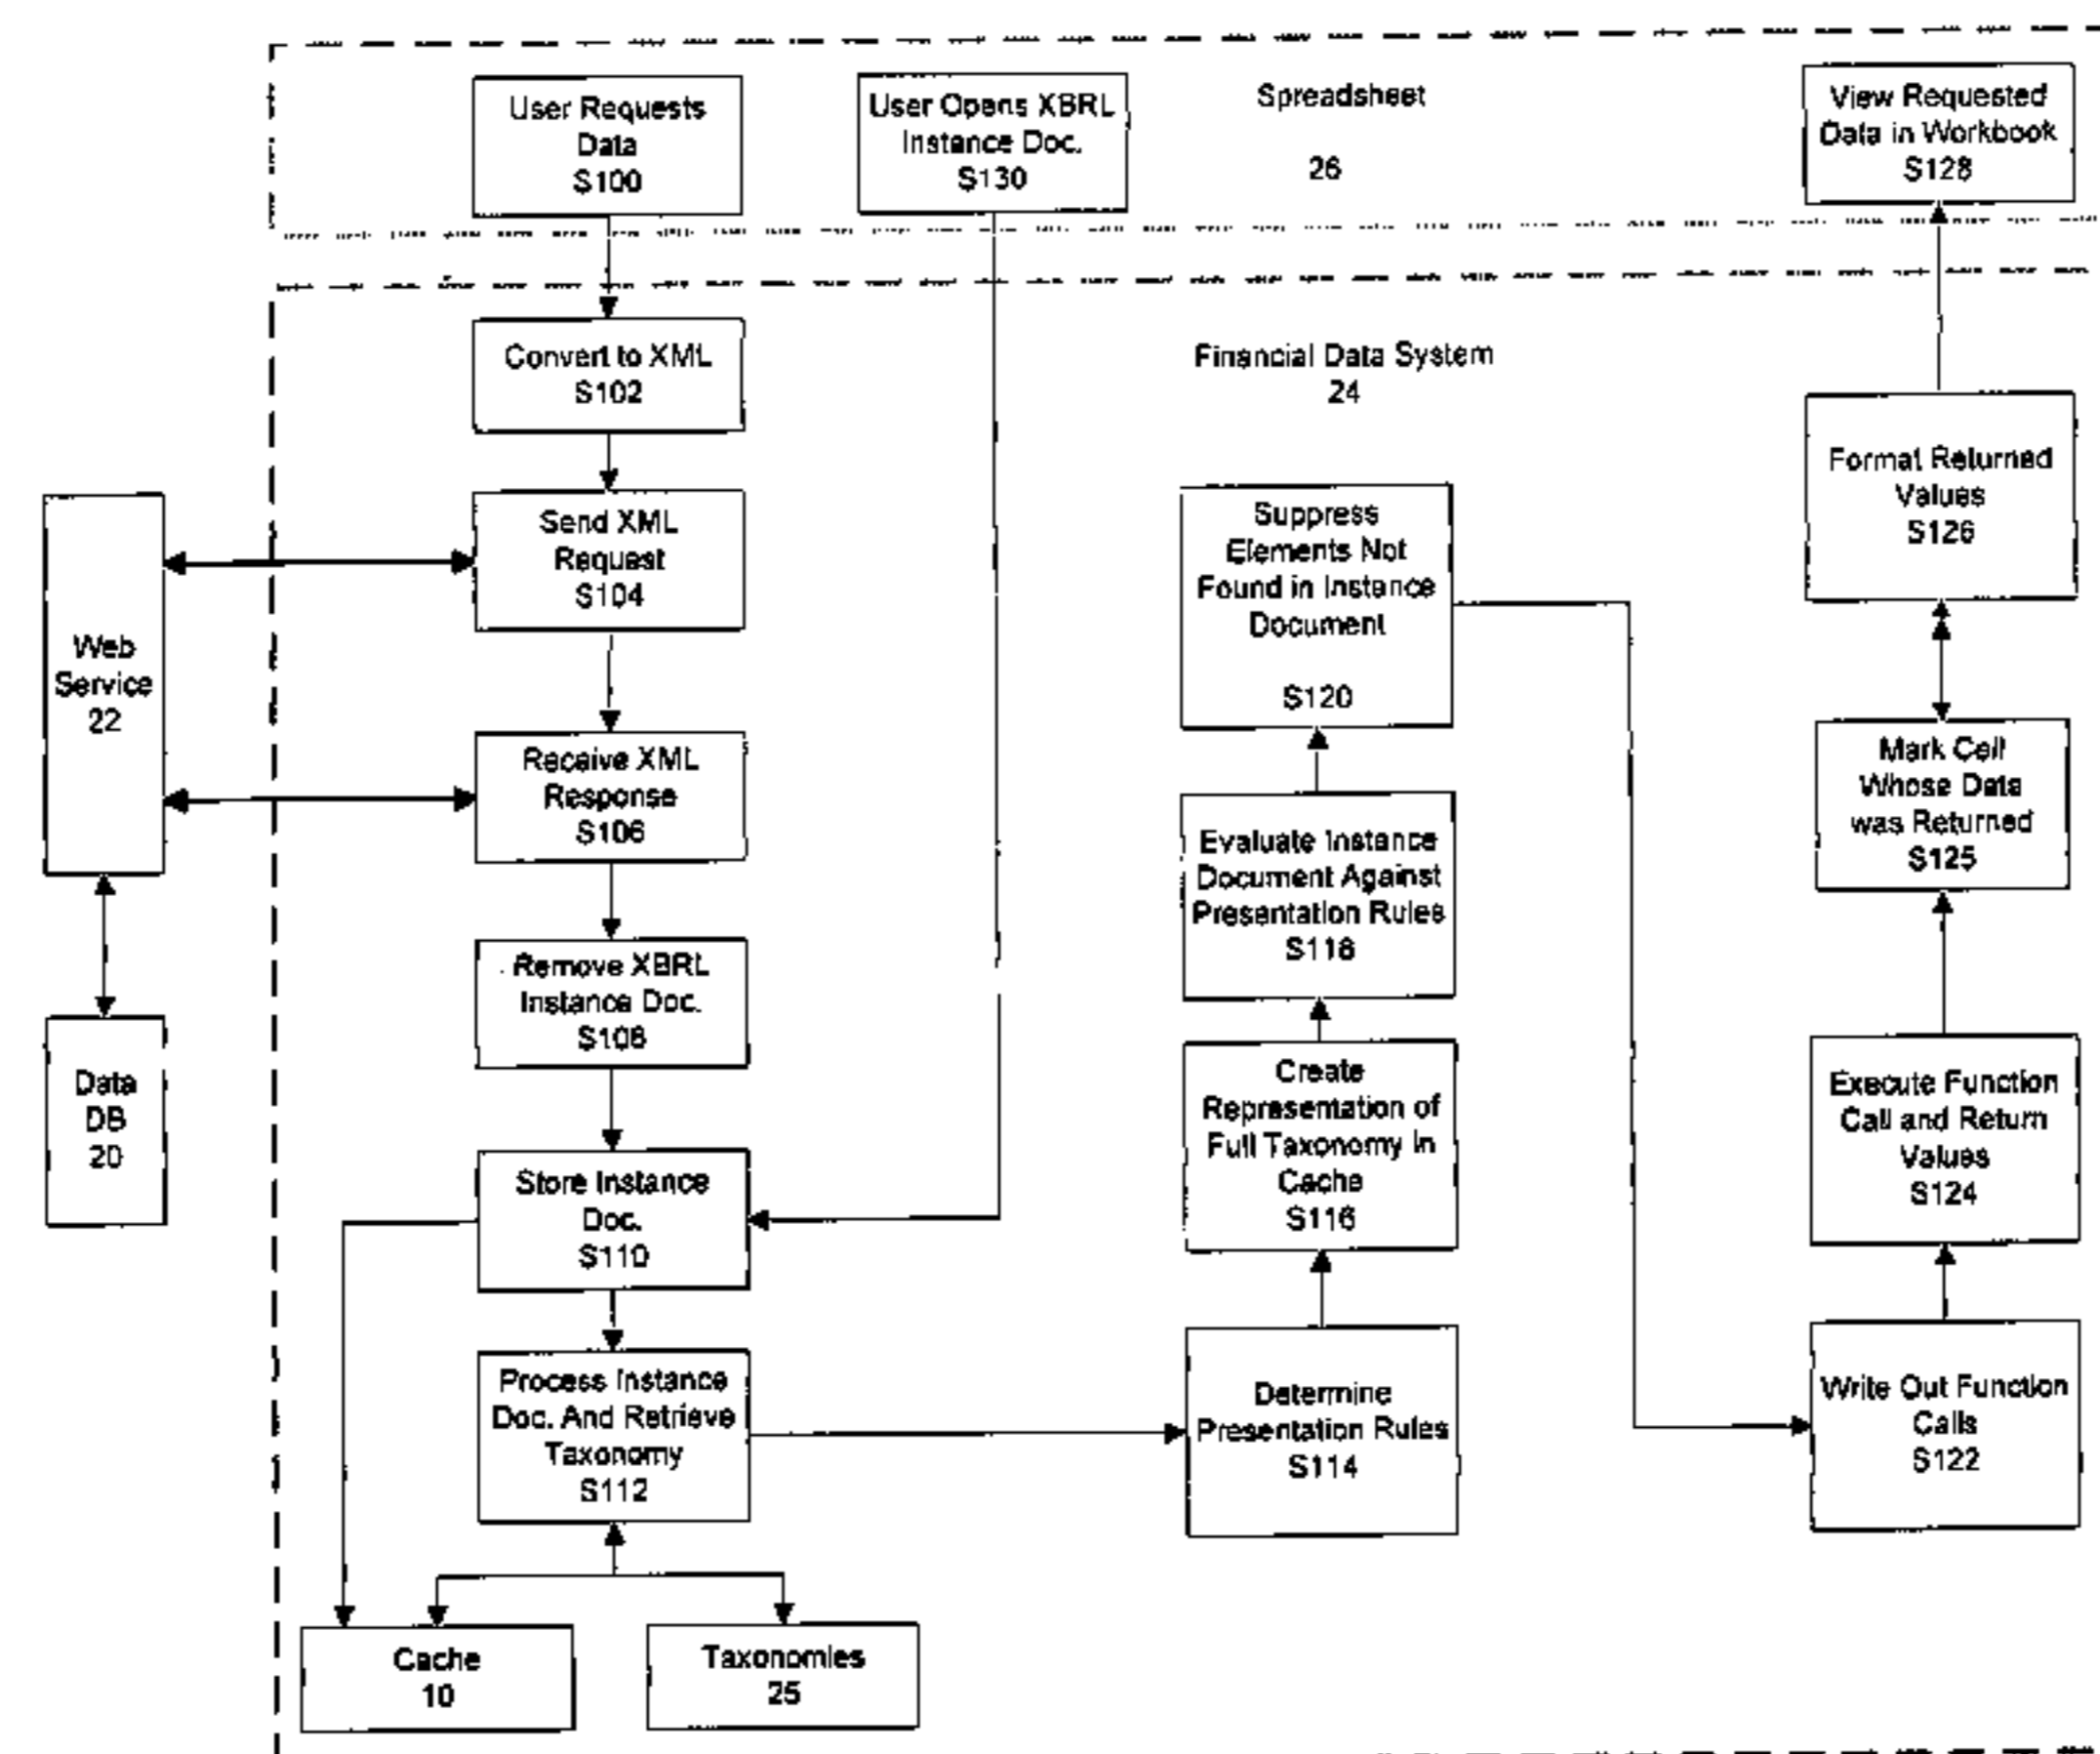 User Requests
Data
S100
User Opens XBRL
Instance Doc.
S130
Spreadsheet
26
View Requested
Data in Workbook
S128
Convert to XML
S102
Financial Data System
24
Send XML
Request
S104
Web
Service
22
Receive XML
Response
S106
Remove XBRL
Instance Doc.
S108
Data
DB
20
Store Instance
Doc.
S110
Process Instance
Doc. And Retrieve
Taxonomy
S112
Cache
10
Taxonomies
25
Suppress
Elements Not
Found in Instance
Document
S120
Evaluate Instance
Document Against
Presentation Rules
S118
Create
Representation of
Full Taxonomy in
Cache
S116
Determine
Presentation Rules
S114
Format Returned
Values
S126
Mark Cell
Whose Data
was Returned
S125
Execute Function
Call and Return
Values
S124
Write Out Function
Calls
S122